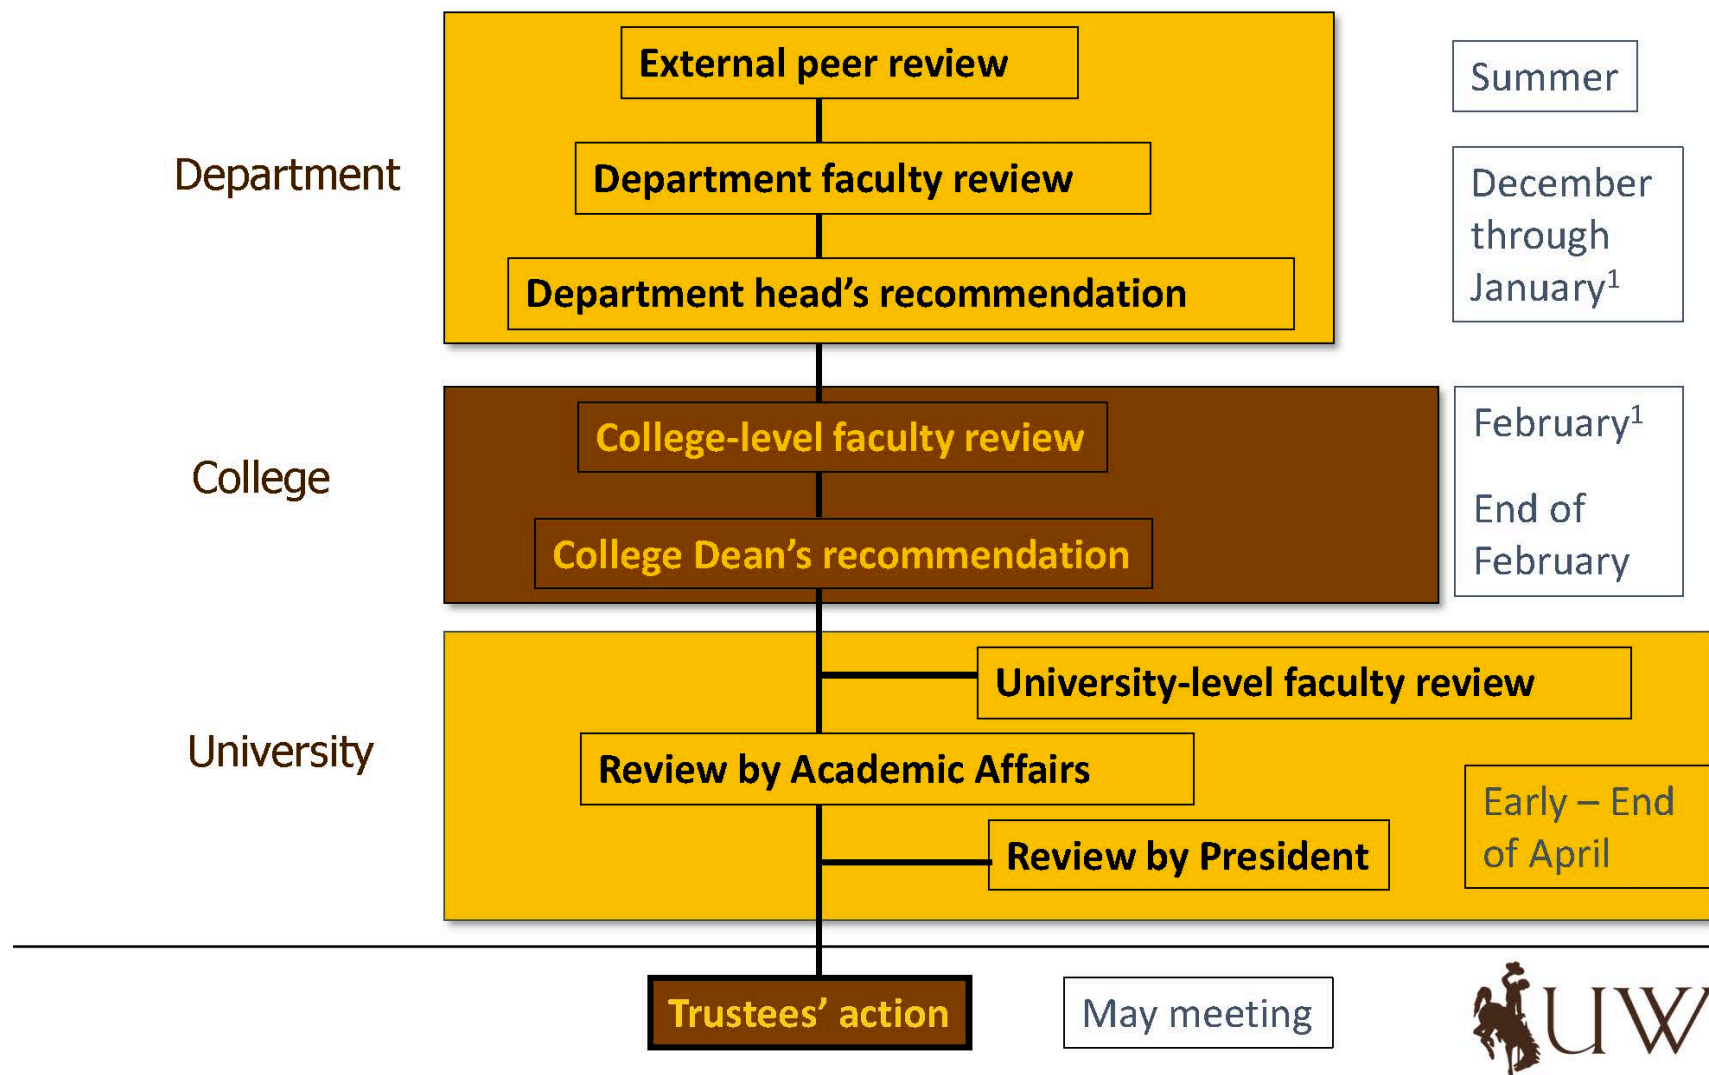 External peer review
Summer
Department
Department faculty review
December
through
January¹
Department head’s recommendation
College
College-level faculty review
February¹
College Dean’s recommendation
End of
February
University
University-level faculty review
Review by Academic Affairs
Review by President
Early – End
of April
Trustees’ action
May meeting
UW